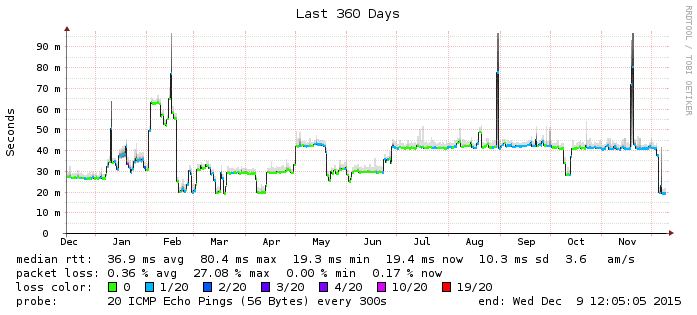 Last 360 Days
RRDTOOL / TOBI OETIKER
Seconds
90 m
80 m
70 m
60 m
50 m
40 m
30 m
20 m
10 m
0
Dec Jan Feb Mar Apr May Jun Jul Aug Sep Oct Nov
median rtt: 36.9 ms avg 80.4 ms max 19.3 ms min 19.4 ms now 10.3 ms sd 3.6 am/s
packet loss: 0.36 % avg 27.08 % max 0.00 % min 0.17 % now
loss color: 0 1/20 2/20 3/20 4/20 10/20 19/20
probe: 20 ICMP Echo Pings (56 Bytes) every 300s end: Wed Dec 9 12:05:05 2015